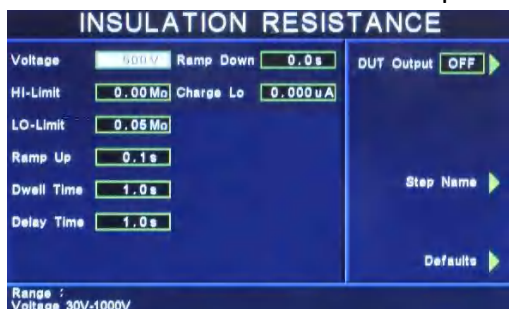 INSULATION RESISTANCE
Voltage 500V Ramp Down 0.0s DUT Output OFF
HI-Limit 0.00MΩ Charge Lo 0.000uA
LO-Limit 0.05MΩ
Ramp Up 0.1s
Dwell Time 1.0s Step Name
Delay Time 1.0s
Defaults
Range :
Voltage 30V-1000V